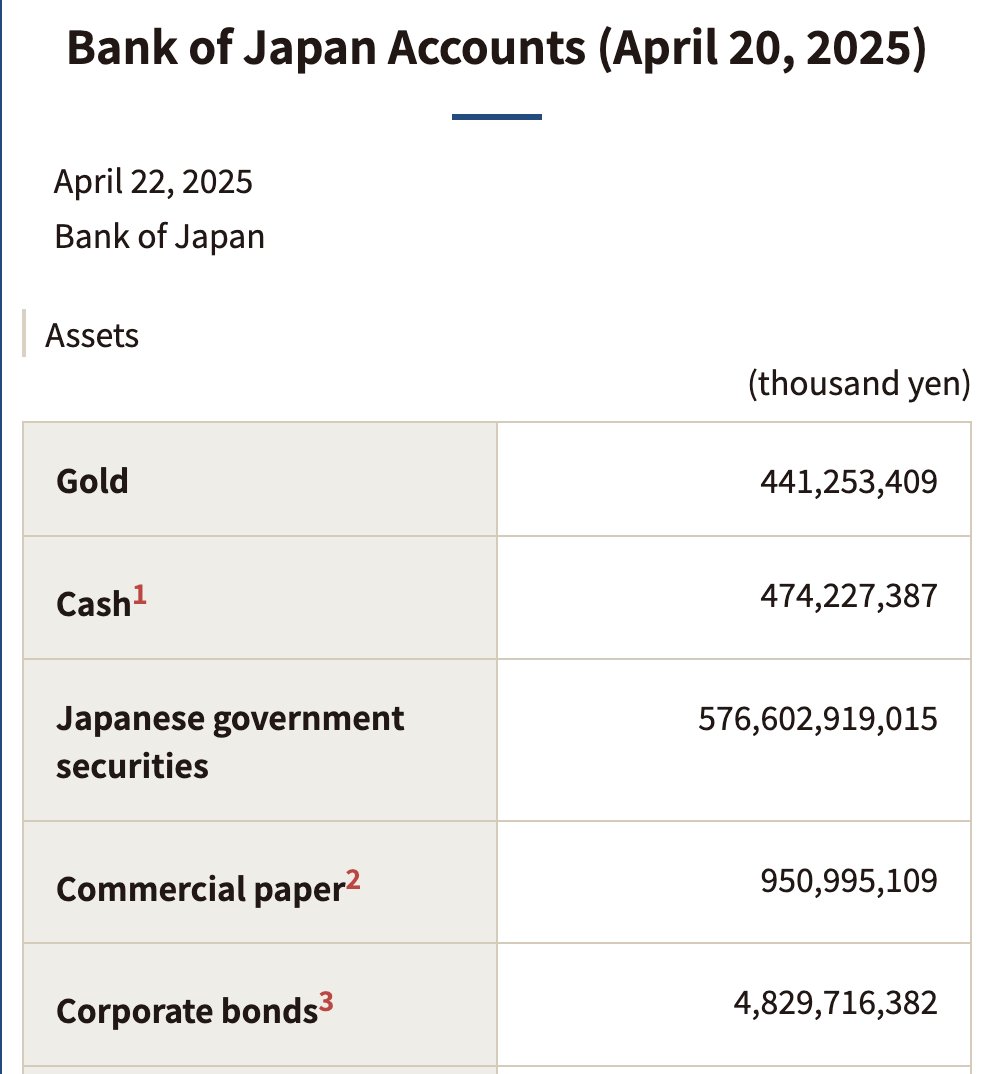 Bank of Japan Accounts (April 20, 2025)
April 22, 2025
Bank of Japan
Assets
(thousand yen)
Gold 441,253,409
Cash1 474,227,387
Japanese government 576,602,919,015
securities
Commercial paper2 950,995,109
Corporate bonds3 4,829,716,382